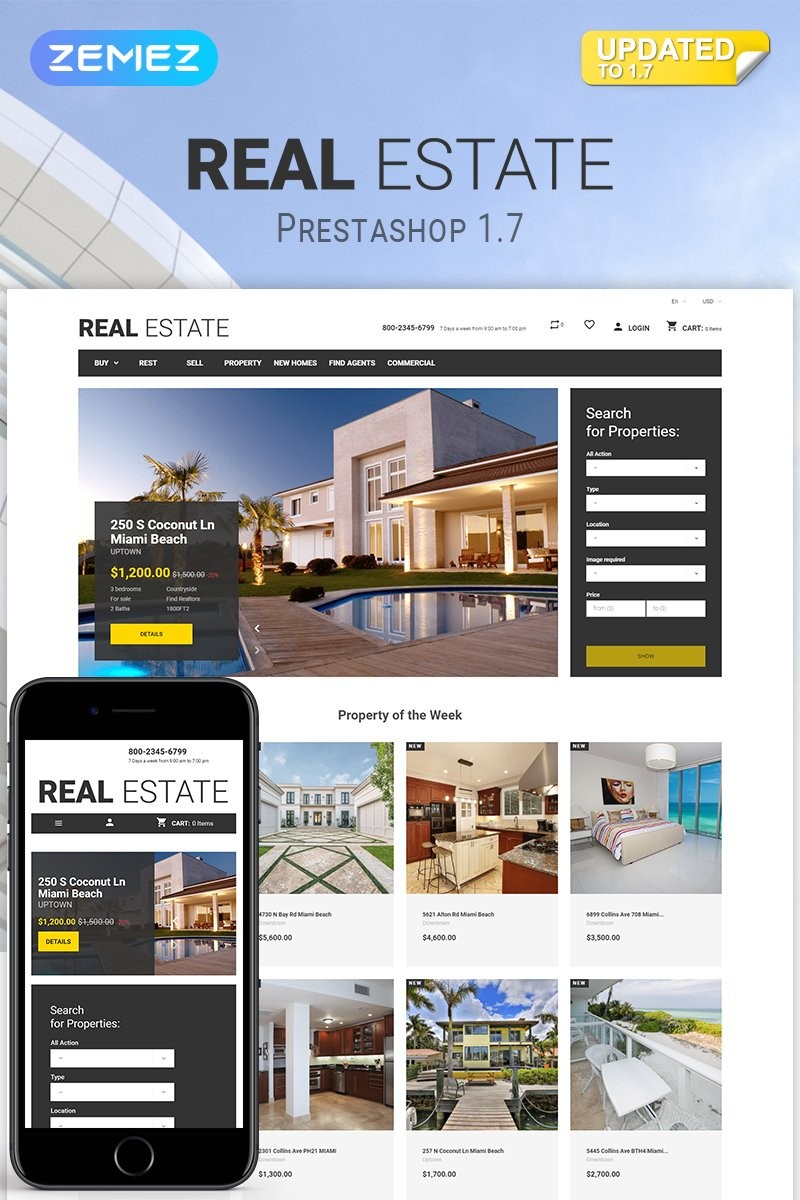 ZEMEZ
UPDATED
TO 1.7
REAL ESTATE
PRESTASHOP 1.7
En
USD
REAL ESTATE
800-2345-6799 7 Days a week from 9:00 am to 7:00 pm
0
LOGIN
CART: 0 Items
BUY REST SELL PROPERTY NEW HOMES FIND AGENTS COMMERCIAL
250 S Coconut Ln
Miami Beach
UPTOWN
$1,200.00 $1,500.00 -20%
3 bedrooms Countryside
For sale Find Realtors
2 Baths 1800FT2
DETAILS
Search
for Properties:
All Action
--
Type
--
Location
--
Image required
--
Price
from ($) to ($)
SHOW
Property of the Week
NEW
NEW
4730 N Bay Rd Miami Beach
Downtown
$5,600.00
5621 Alton Rd Miami Beach
Downtown
$4,600.00
6899 Collins Ave 708 Miami...
Downtown
$3,500.00
NEW
NEW
2301 Collins Ave PH21 MIAMI
Downtown
$1,300.00
257 N Coconut Ln Miami Beach
Uptown
$1,700.00
5445 Collins Ave BTH4 Miami...
Downtown
$2,700.00
800-2345-6799
7 Days a week from 9:00 am to 7:00 pm
REAL ESTATE
CART: 0 Items
250 S Coconut Ln
Miami Beach
UPTOWN
$1,200.00 $1,500.00 -20%
DETAILS
Search
for Properties:
All Action
--
Type
--
Location
--